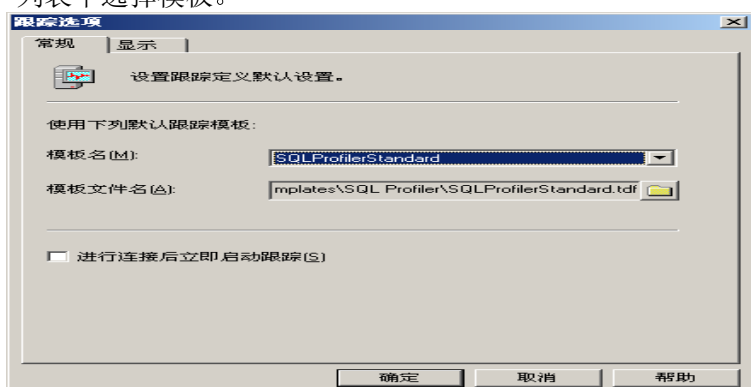 列表中选择模板。
跟踪选项
常规 显示
设置跟踪定义默认设置。
使用下列默认跟踪模板:
模板名(M): SQLProfilerStandard
模板文件名(A): mplates\SQL Profiler\SQLProfilerStandard.tdf
进行连接后立即启动跟踪(S)
确定 取消 帮助